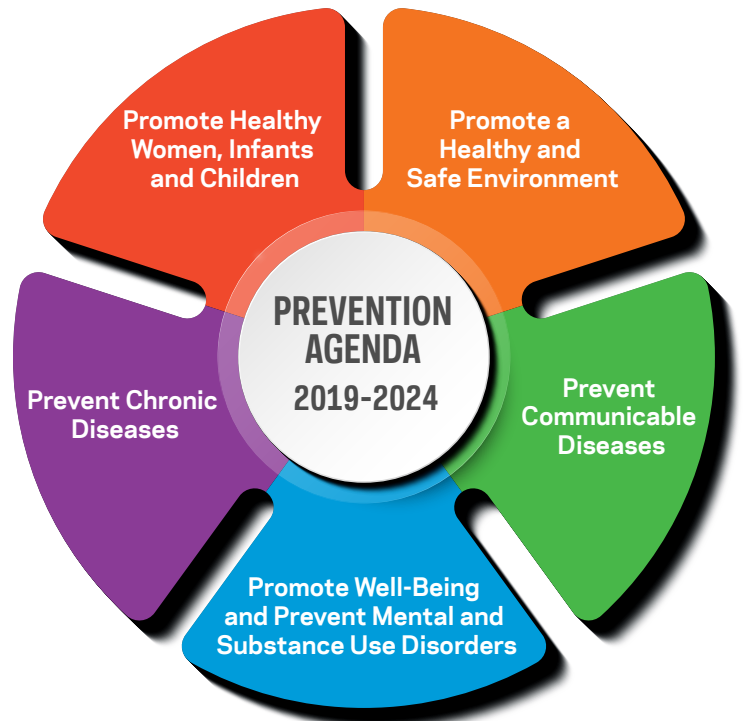 Promote Healthy
Women, Infants
and Children
Promote a
Healthy and
Safe Environment
PREVENTION
AGENDA
2019-2024
Prevent Chronic
Diseases
Prevent
Communicable
Diseases
Promote Well-Being
and Prevent Mental and
Substance Use Disorders